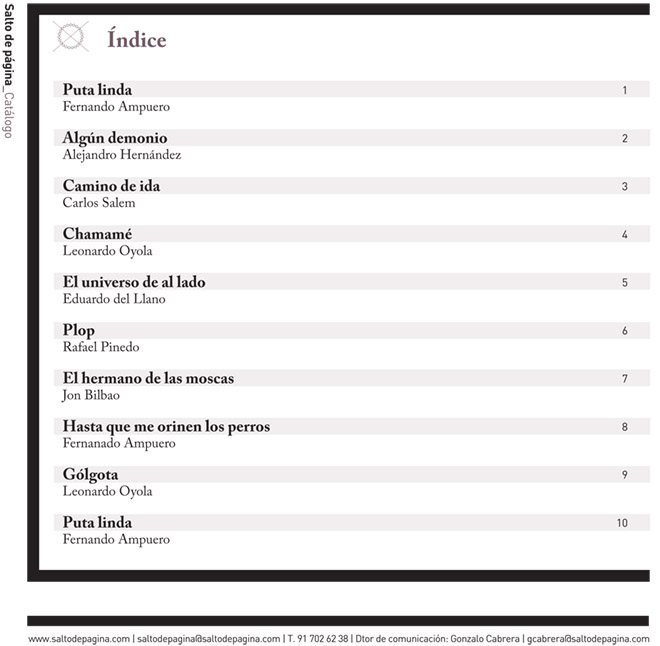 Salto de página_Catálogo
Índice
Puta linda 1
Fernando Ampuero
Algún demonio 2
Alejandro Hernández
Camino de ida 3
Carlos Salem
Chamamé 4
Leonardo Oyola
El universo de al lado 5
Eduardo del Llano
Plop 6
Rafael Pinedo
El hermano de las moscas 7
Jon Bilbao
Hasta que me orinen los perros 8
Fernanado Ampuero
Gólgota 9
Leonardo Oyola
Puta linda 10
Fernando Ampuero
www.saltodepagina.com | saltodepagina@saltodepagina.com | T. 91 702 62 38 | Dtor de comunicación: Gonzalo Cabrera | gcabrera@saltodepagina.com